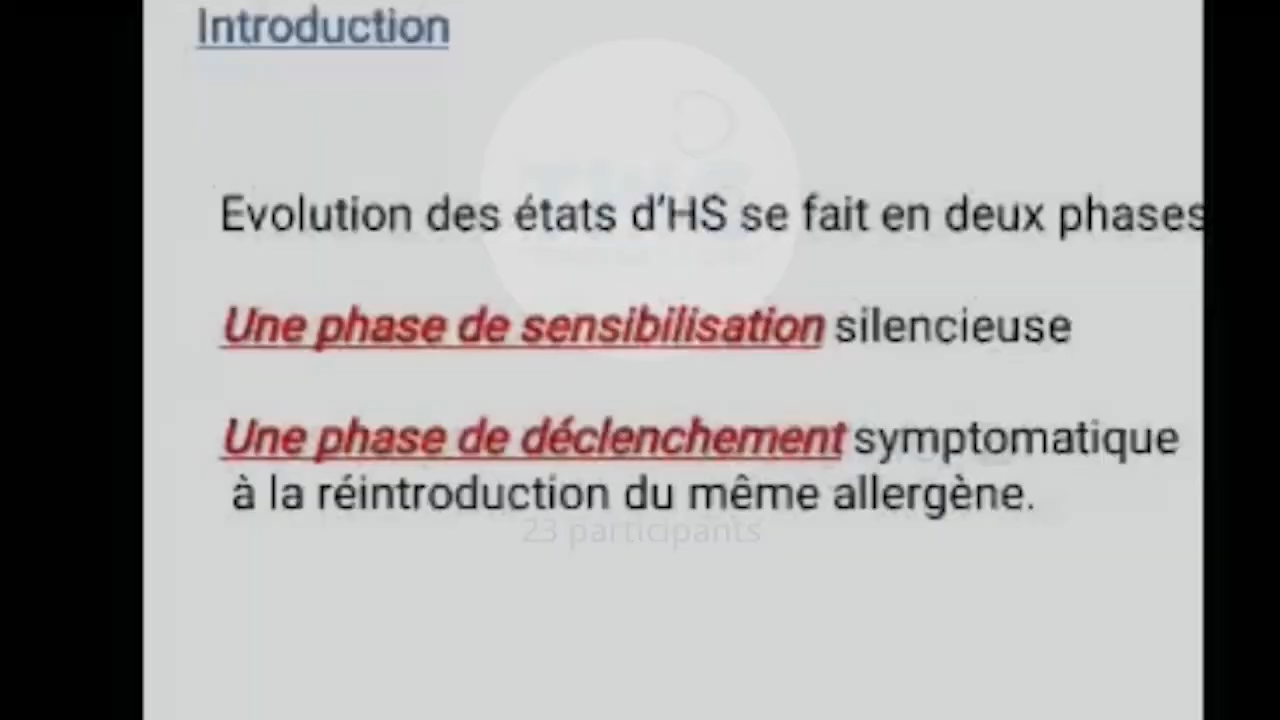 Introduction
Evolution des états d'HS se fait en deux phases
Une phase de sensibilisation silencieuse
Une phase de déclenchement symptomatique
à la réintroduction du même allergène.
23 participants